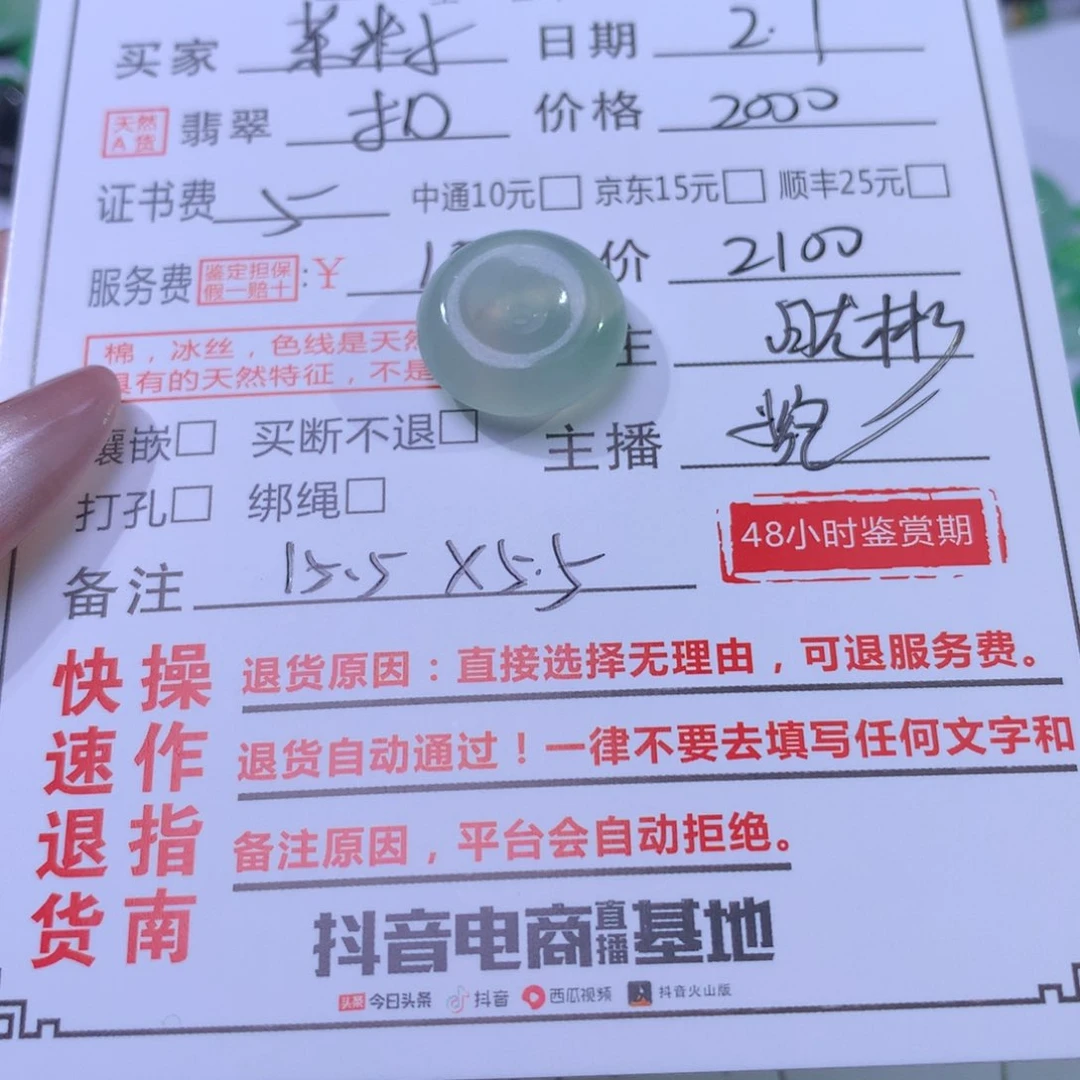 买家 菜籽 日期 2.1
天然A货 翡翠 扣 价格 2000
证书费 5 中通10元□ 京东15元□ 顺丰25元□
服务费 鉴定担保 假一赔十 :¥ 价 2100
棉，冰丝，色线是天然
具有的天然特征，不是 主
镶嵌□ 买断不退□ 主播
打孔□ 绑绳□
48小时鉴赏期
备注 15.5 X5.5
快速退货操作指南
退货原因：直接选择无理由，可退服务费。
退货自动通过！一律不要去填写任何文字和
备注原因，平台会自动拒绝。
抖音电商直播基地
头条 今日头条 抖音 西瓜视频 抖音火山版